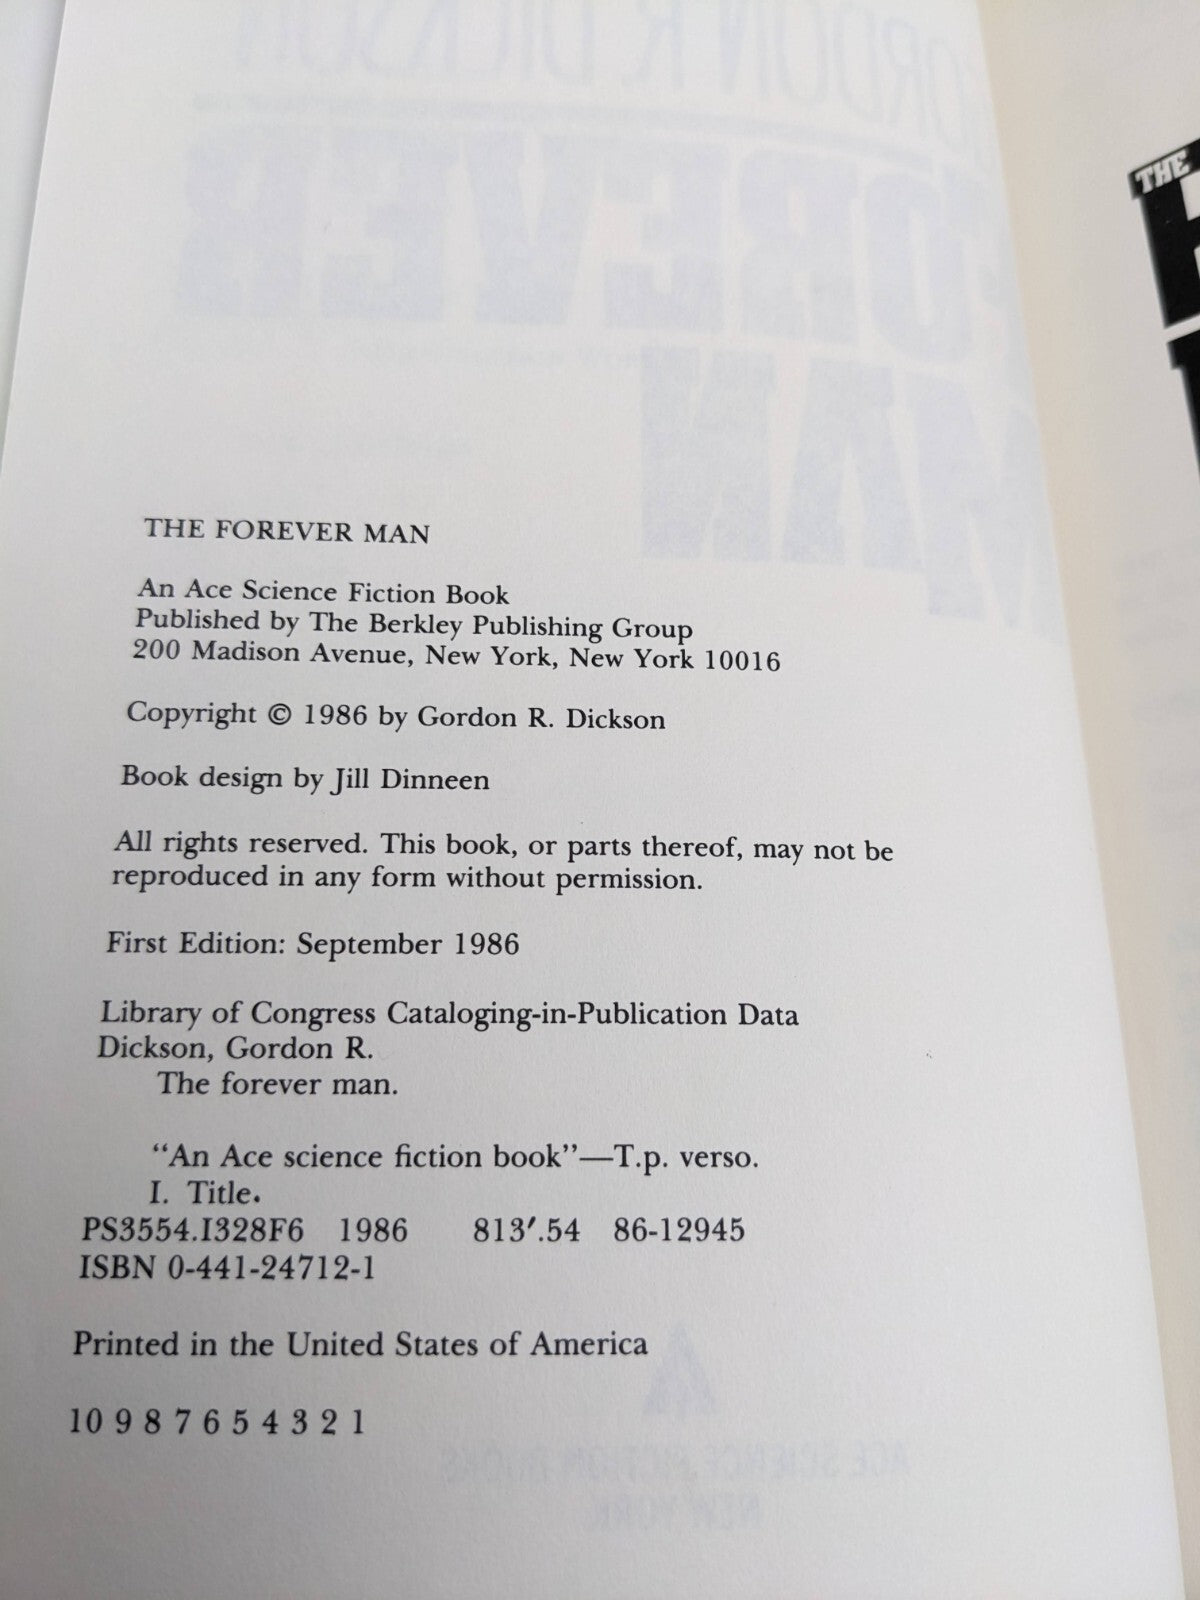 THE FOREVER MAN
An Ace Science Fiction Book
Published by The Berkley Publishing Group
200 Madison Avenue, New York, New York 10016
Copyright © 1986 by Gordon R. Dickson
Book design by Jill Dinneen
All rights reserved. This book, or parts thereof, may not be
reproduced in any form without permission.
First Edition: September 1986
Library of Congress Cataloging-in-Publication Data
Dickson, Gordon R.
The forever man.
“An Ace science fiction book”—T.p. verso.
I. Title.
PS3554.I328F6 1986 813′.54 86-12945
ISBN 0-441-24712-1
Printed in the United States of America
10 9 8 7 6 5 4 3 2 1
THE